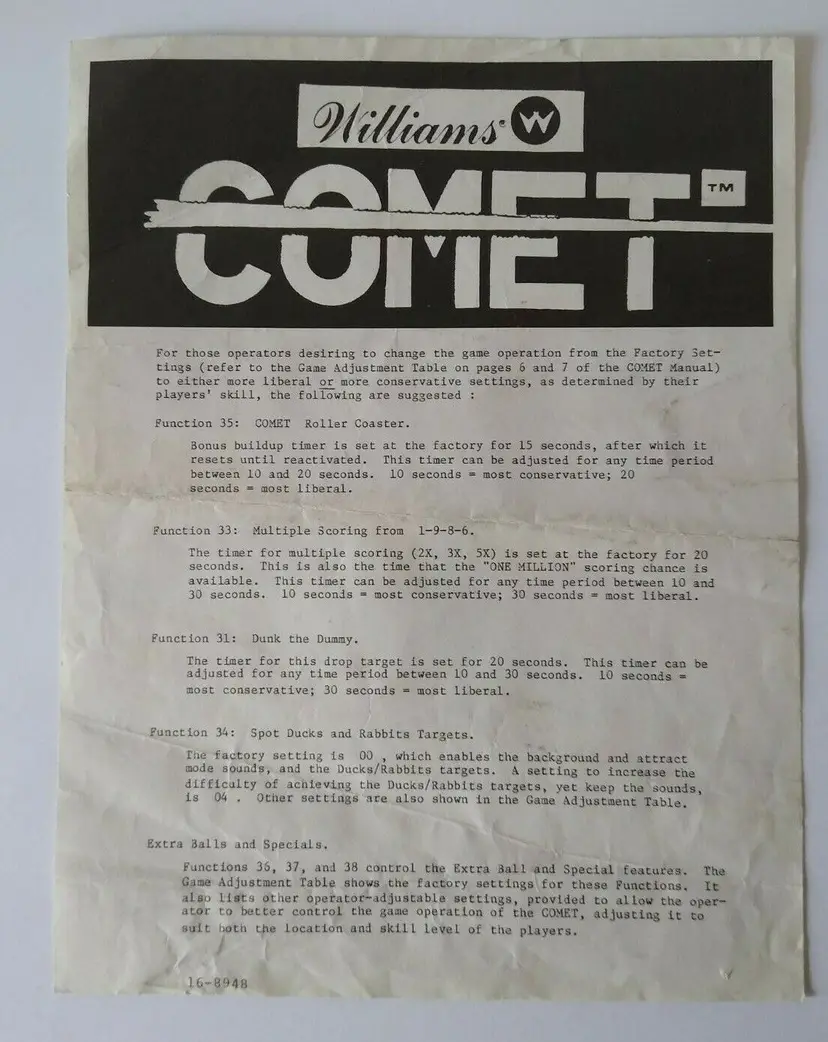 Williams® W
COMET™
For those operators desiring to change the game operation from the Factory Set-
tings (refer to the Game Adjustment Table on pages 6 and 7 of the COMET Manual)
to either more liberal or more conservative settings, as determined by their
players' skill, the following are suggested :
Function 35: COMET Roller Coaster.
Bonus buildup timer is set at the factory for 15 seconds, after which it
resets until reactivated. This timer can be adjusted for any time period
between 10 and 20 seconds. 10 seconds = most conservative; 20
seconds = most liberal.
Function 33: Multiple Scoring from 1-9-8-6.
The timer for multiple scoring (2X, 3X, 5X) is set at the factory for 20
seconds. This is also the time that the "ONE MILLION" scoring chance is
available. This timer can be adjusted for any time period between 10 and
30 seconds. 10 seconds = most conservative; 30 seconds = most liberal.
Function 31: Dunk the Dummy.
The timer for this drop target is set for 20 seconds. This timer can be
adjusted for any time period between 10 and 30 seconds. 10 seconds =
most conservative; 30 seconds = most liberal.
Function 34: Spot Ducks and Rabbits Targets.
The factory setting is 00 , which enables the background and attract
mode sounds, and the Ducks/Rabbits targets. A setting to increase the
difficulty of achieving the Ducks/Rabbits targets, yet keep the sounds,
is 04 . Other settings are also shown in the Game Adjustment Table.
Extra Balls and Specials.
Functions 36, 37, and 38 control the Extra Ball and Special features. The
Game Adjustment Table shows the factory settings for these Functions. It
also lists other operator-adjustable settings, provided to allow the oper-
ator to better control the game operation of the COMET, adjusting it to
suit both the location and skill level of the players.
16-8948